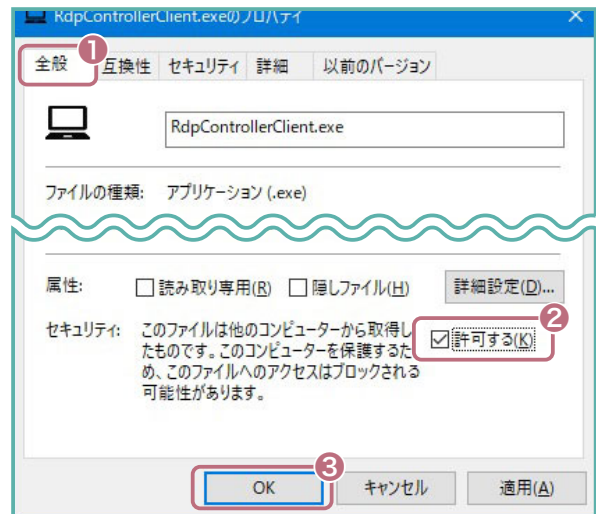 RdpControllerClient.exeのプロパティ
1
全般 互換性 セキュリティ 詳細 以前のバージョン
RdpControllerClient.exe
ファイルの種類: アプリケーション (.exe)
属性: 読み取り専用(R) 隠しファイル(H) 詳細設定(D)...
2
セキュリティ: このファイルは他のコンピューターから取得し
たものです。このコンピューターを保護するた
め、このファイルへのアクセスはブロックされる
可能性があります。
許可する(K)
3
OK キャンセル 適用(A)